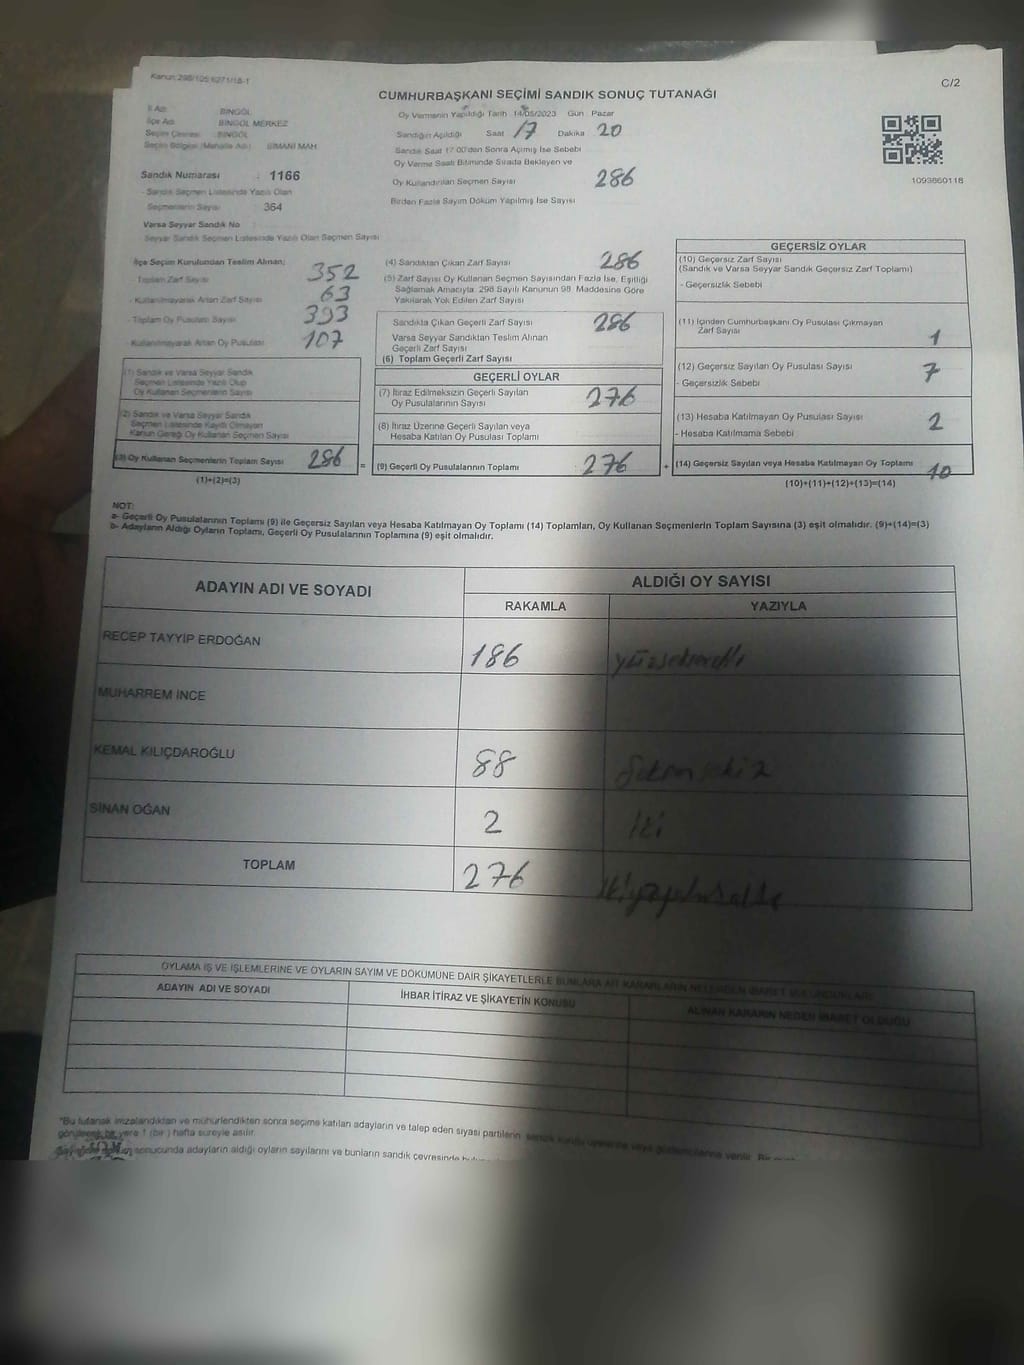 Kanun:298/105 6271/18-1
C/2
CUMHURBAŞKANI SEÇİMİ SANDIK SONUÇ TUTANAĞI
İl Adı : BİNGÖL
İlçe Adı : BİNGÖL MERKEZ
Seçim Çevresi : BİNGÖL
Seçim Bölgesi (Mahalle Adı) : SİMANİ MAH
Sandık Numarası : 1166
- Sandık Seçmen Listesinde Yazılı Olan
Seçmenlerin Sayısı : 364
Varsa Seyyar Sandık No
Seyyar Sandık Seçmen Listesinde Yazılı Olan Seçmen Sayısı
Oy Vermenin Yapıldığı Tarih 14/05/2023 Gün Pazar
Sandığın Açıldığı Saat 17 Dakika 20
Sandık Saat 17.00'den Sonra Açılmış İse Sebebi
Oy Verme Saati Bitiminde Sırada Bekleyen ve
Oy Kullandırılan Seçmen Sayısı 286
Birden Fazla Sayım Döküm Yapılmış İse Sayısı
1093860118
İlçe Seçim Kurulundan Teslim Alınan;
- Toplam Zarf Sayısı 352
- Kullanılmayarak Artan Zarf Sayısı 63
- Toplam Oy Pusulası Sayısı 393
- Kullanılmayarak Artan Oy Pusulası 107
(1) Sandık ve Varsa Seyyar Sandık
Seçmen Listesinde Yazılı Olup
Oy Kullanan Seçmen Sayısı
(2) Sandık ve Varsa Seyyar Sandık
Seçmen Listesinde Kayıtlı Olmayan
Kanun Gereği Oy Kullanan Seçmen Sayısı
(3) Oy Kullanan Seçmenlerin Toplam Sayısı 286 =
(1)+(2)=(3)
(4) Sandıktan Çıkan Zarf Sayısı 286
(5) Zarf Sayısı Oy Kullanan Seçmen Sayısından Fazla İse, Eşitliği
Sağlamak Amacıyla. 298 Sayılı Kanunun 98. Maddesine Göre
Yakılarak Yok Edilen Zarf Sayısı
Sandıkta Çıkan Geçerli Zarf Sayısı 286
Varsa Seyyar Sandıktan Teslim Alınan
Geçerli Zarf Sayısı
(6) Toplam Geçerli Zarf Sayısı
GEÇERLİ OYLAR
(7) İtiraz Edilmeksizin Geçerli Sayılan
Oy Pusulalarının Sayısı : 276
(8) İtiraz Üzerine Geçerli Sayılan veya
Hesaba Katılan Oy Pusulası Toplamı
(9) Geçerli Oy Pusulalarının Toplamı : 276 +
GEÇERSİZ OYLAR
(10) Geçersiz Zarf Sayısı
(Sandık ve Varsa Seyyar Sandık Geçersiz Zarf Toplamı)
- Geçersizlik Sebebi
(11) İçinden Cumhurbaşkanı Oy Pusulası Çıkmayan
Zarf Sayısı 1
(12) Geçersiz Sayılan Oy Pusulası Sayısı 7
- Geçersizlik Sebebi
(13) Hesaba Katılmayan Oy Pusulası Sayısı 2
- Hesaba Katılmama Sebebi
(14) Geçersiz Sayılan veya Hesaba Katılmayan Oy Toplamı 10
(10)+(11)+(12)+(13)=(14)
NOT:
a- Geçerli Oy Pusulalarının Toplamı (9) ile Geçersiz Sayılan veya Hesaba Katılmayan Oy Toplamı (14) Toplamları, Oy Kullanan Seçmenlerin Toplam Sayısına (3) eşit olmalıdır. (9)+(14)=(3)
b- Adayların Aldığı Oyların Toplamı, Geçerli Oy Pusulalarının Toplamına (9) eşit olmalıdır.
ADAYIN ADI VE SOYADI ALDIĞI OY SAYISI
RAKAMLA YAZIYLA
RECEP TAYYİP ERDOĞAN 186 yüzseksenaltı
MUHARREM İNCE
KEMAL KILIÇDAROĞLU 88 Seksensekiz
SİNAN OĞAN 2 iki
TOPLAM 276
OYLAMA İŞ VE İŞLEMLERİNE VE OYLARIN SAYIM VE DÖKÜMÜNE DAİR ŞİKAYETLERLE BUNLARA AİT KARARLARIN NELERDEN İBARET BULUNDUKLARI
ADAYIN ADI VE SOYADI İHBAR İTİRAZ VE ŞİKAYETİN KONUSU ALINAN KARARIN NEDEN İBARET OLDUĞU
*Bu tutanak imzalandıktan ve mühürlendikten sonra seçime katılan adayların ve talep eden siyasi partilerin sandık kurulu üyelerine veya gözlemcilerine verilir. Bir
görülecek bir yere 1 (bir) hafta süreyle asılır.
sonucunda adayların aldığı oyların sayılarını ve bunların sandık çevresinde